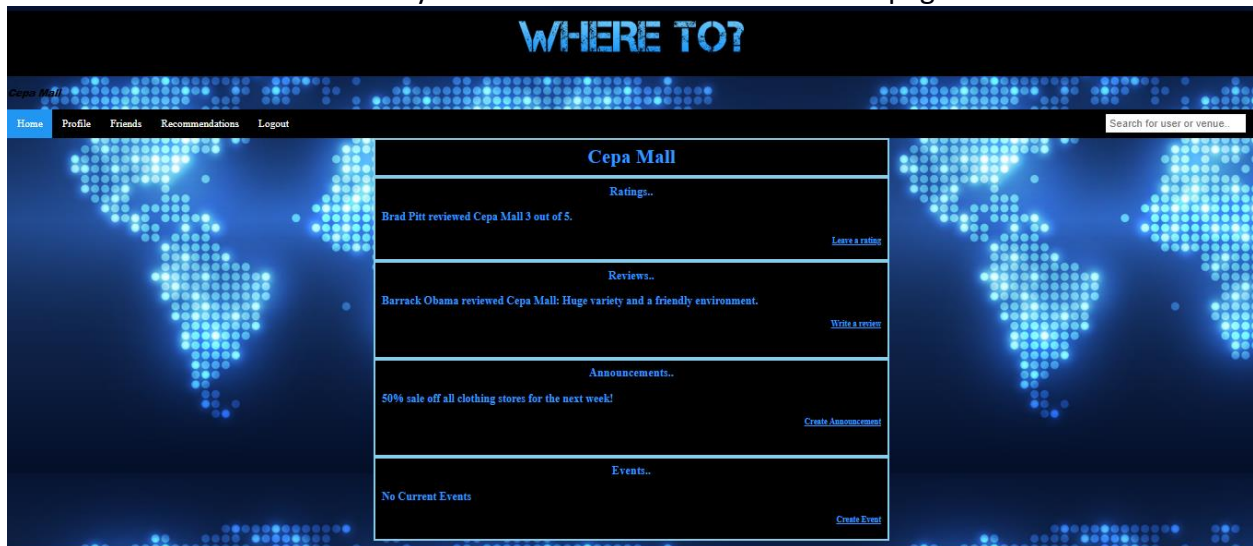 WHERE TO?
Cepa Mall
Home Profile Friends Recommendations Logout Search for user or venue..
Cepa Mall
Ratings..
Brad Pitt reviewed Cepa Mall 3 out of 5.
Leave a rating
Reviews..
Barrack Obama reviewed Cepa Mall: Huge variety and a friendly environment.
Write a review
Announcements..
50% sale off all clothing stores for the next week!
Create Announcement
Events..
No Current Events
Create Event